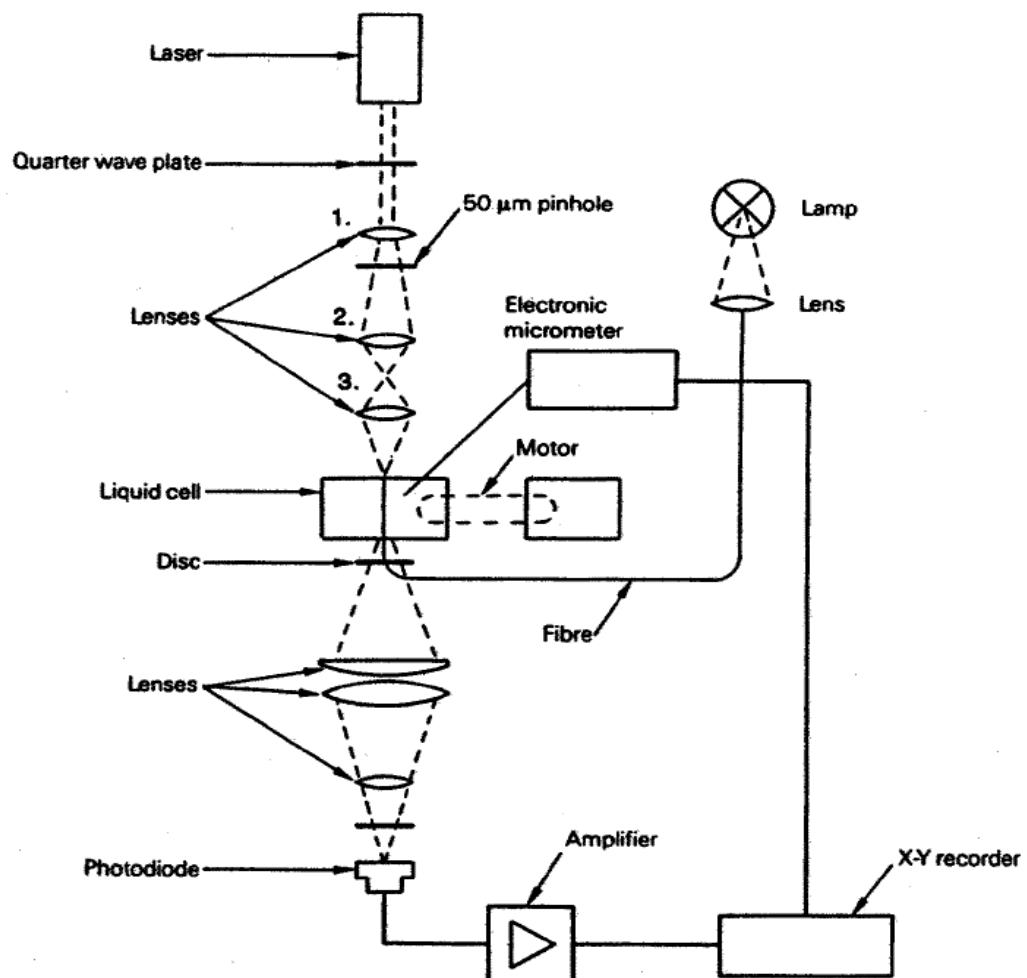 Laser
Quarter wave plate
50 μm pinhole
Lamp
1.
Lenses
2.
Electronic
micrometer
Lens
3.
Motor
Liquid cell
Disc
Fibre
Lenses
Amplifier
Photodiode
X-Y recorder